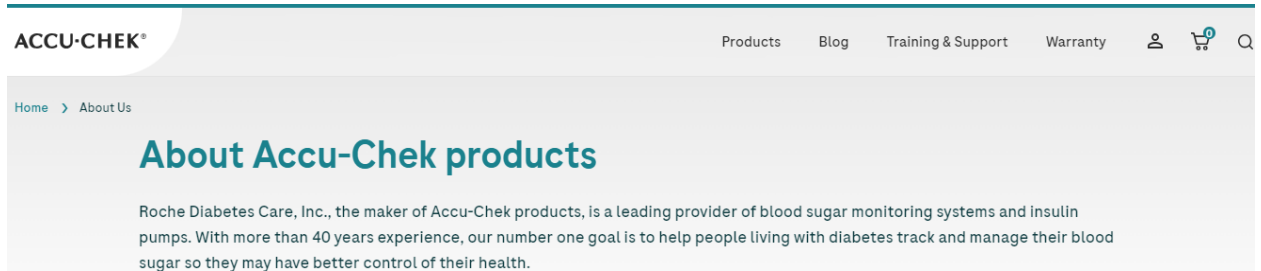 ACCU·CHEK®
Products Blog Training & Support Warranty 0
Home > About Us
About Accu-Chek products
Roche Diabetes Care, Inc., the maker of Accu-Chek products, is a leading provider of blood sugar monitoring systems and insulin
pumps. With more than 40 years experience, our number one goal is to help people living with diabetes track and manage their blood
sugar so they may have better control of their health.